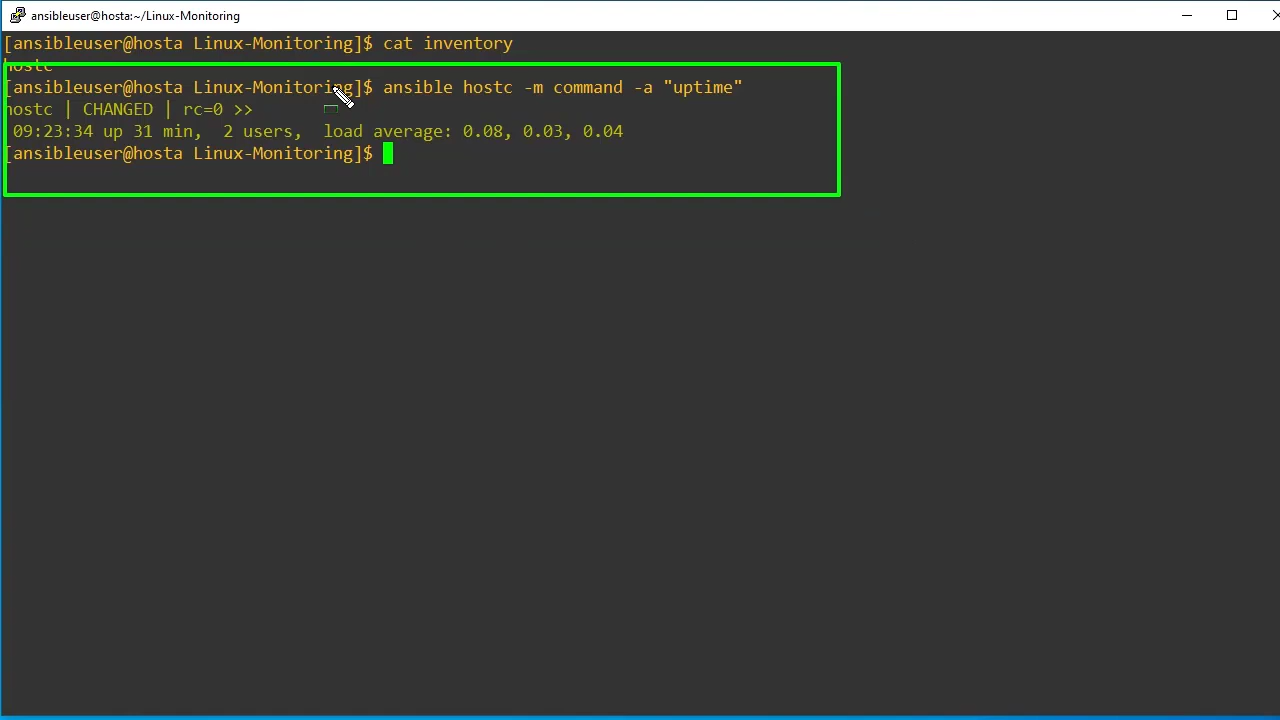 ansibleuser@hosta:~/Linux-Monitoring
[ansibleuser@hosta Linux-Monitoring]$ cat inventory
hostc
[ansibleuser@hosta Linux-Monitoring]$ ansible hostc -m command -a "uptime"
hostc | CHANGED | rc=0 >>
 09:23:34 up 31 min,  2 users,  load average: 0.08, 0.03, 0.04
[ansibleuser@hosta Linux-Monitoring]$